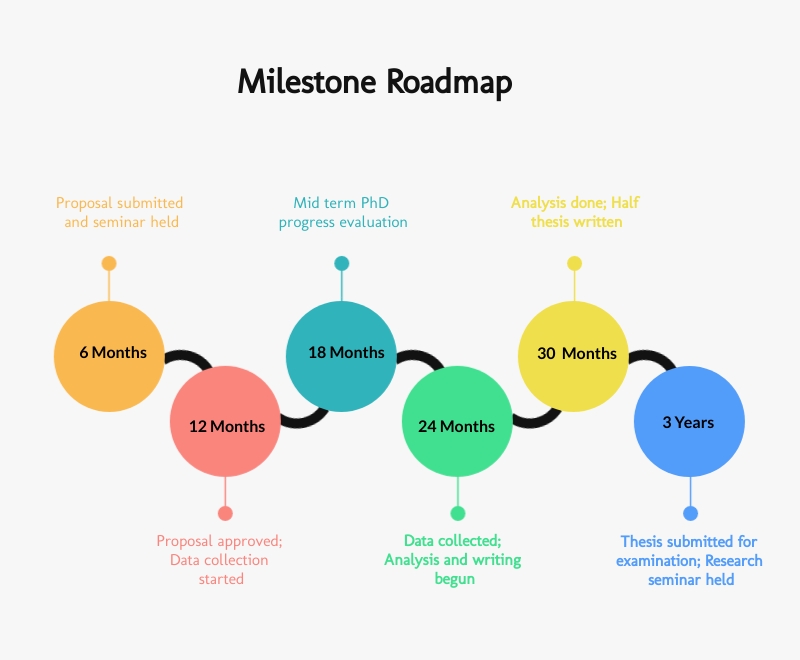 Milestone Roadmap
Proposal submitted
and seminar held
Mid term PhD
progress evaluation
Analysis done; Half
thesis written
6 Months
12 Months
18 Months
24 Months
30 Months
3 Years
Proposal approved;
Data collection
started
Data collected;
Analysis and writing
begun
Thesis submitted for
examination; Research
seminar held